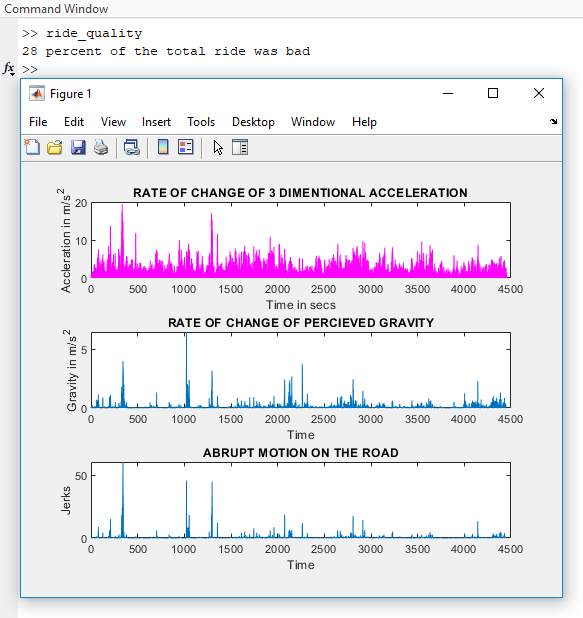 Command Window
>> ride_quality
28 percent of the total ride was bad
fx >>
Figure 1
File Edit View Insert Tools Desktop Window Help
RATE OF CHANGE OF 3 DIMENTIONAL ACCELERATION
Accleration in m/s²
20
10
0
0 500 1000 1500 2000 2500 3000 3500 4000 4500
Time in secs
RATE OF CHANGE OF PERCIEVED GRAVITY
Gravity in m/s²
5
0
0 500 1000 1500 2000 2500 3000 3500 4000 4500
Time
ABRUPT MOTION ON THE ROAD
Jerks
50
0
0 500 1000 1500 2000 2500 3000 3500 4000 4500
Time